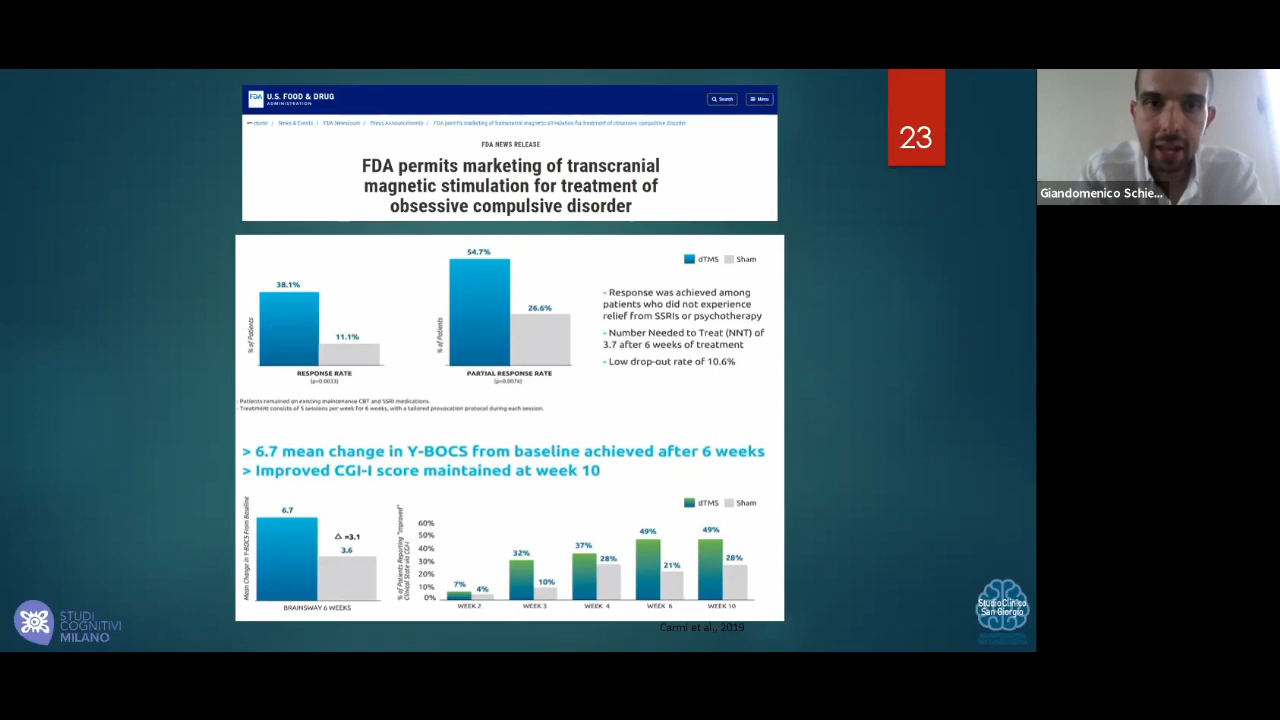 FDA U.S. FOOD & DRUG
ADMINISTRATION
Search
Menu
Home / News & Events / FDA Newsroom / Press Announcements / FDA permits marketing of transcranial magnetic stimulation for treatment of obsessive compulsive disorder
FDA NEWS RELEASE
FDA permits marketing of transcranial
magnetic stimulation for treatment of
obsessive compulsive disorder
23
Giandomenico Schie...
% of Patients
38.1%
11.1%
RESPONSE RATE
(p=0.0033)
% of Patients
54.7%
26.6%
PARTIAL RESPONSE RATE
(p=0.0076)
dTMS
Sham
- Response was achieved among
patients who did not experience
relief from SSRIs or psychotherapy
- Number Needed to Treat (NNT) of
3.7 after 6 weeks of treatment
- Low drop-out rate of 10.6%
- Patients remained on existing maintenance CBT and SSRI medications.
- Treatment consists of 5 sessions per week for 6 weeks, with a tailored provocation protocol during each session.
> 6.7 mean change in Y-BOCS from baseline achieved after 6 weeks
> Improved CGI-I score maintained at week 10
Mean Change in Y-BOCS From Baseline
6.7
△ =3.1
3.6
BRAINSWAY 6 WEEKS
% of Patients Reporting "Improved"
Clinical State via CGI-I
dTMS
Sham
60%
50%
40%
30%
20%
10%
0%
7%
4%
32%
10%
37%
28%
49%
21%
49%
28%
WEEK 2
WEEK 3
WEEK 4
WEEK 6
WEEK 10
Carmi et al., 2019
STUDI
COGNITIVI
MILANO
Studio Clinico
San Giorgio